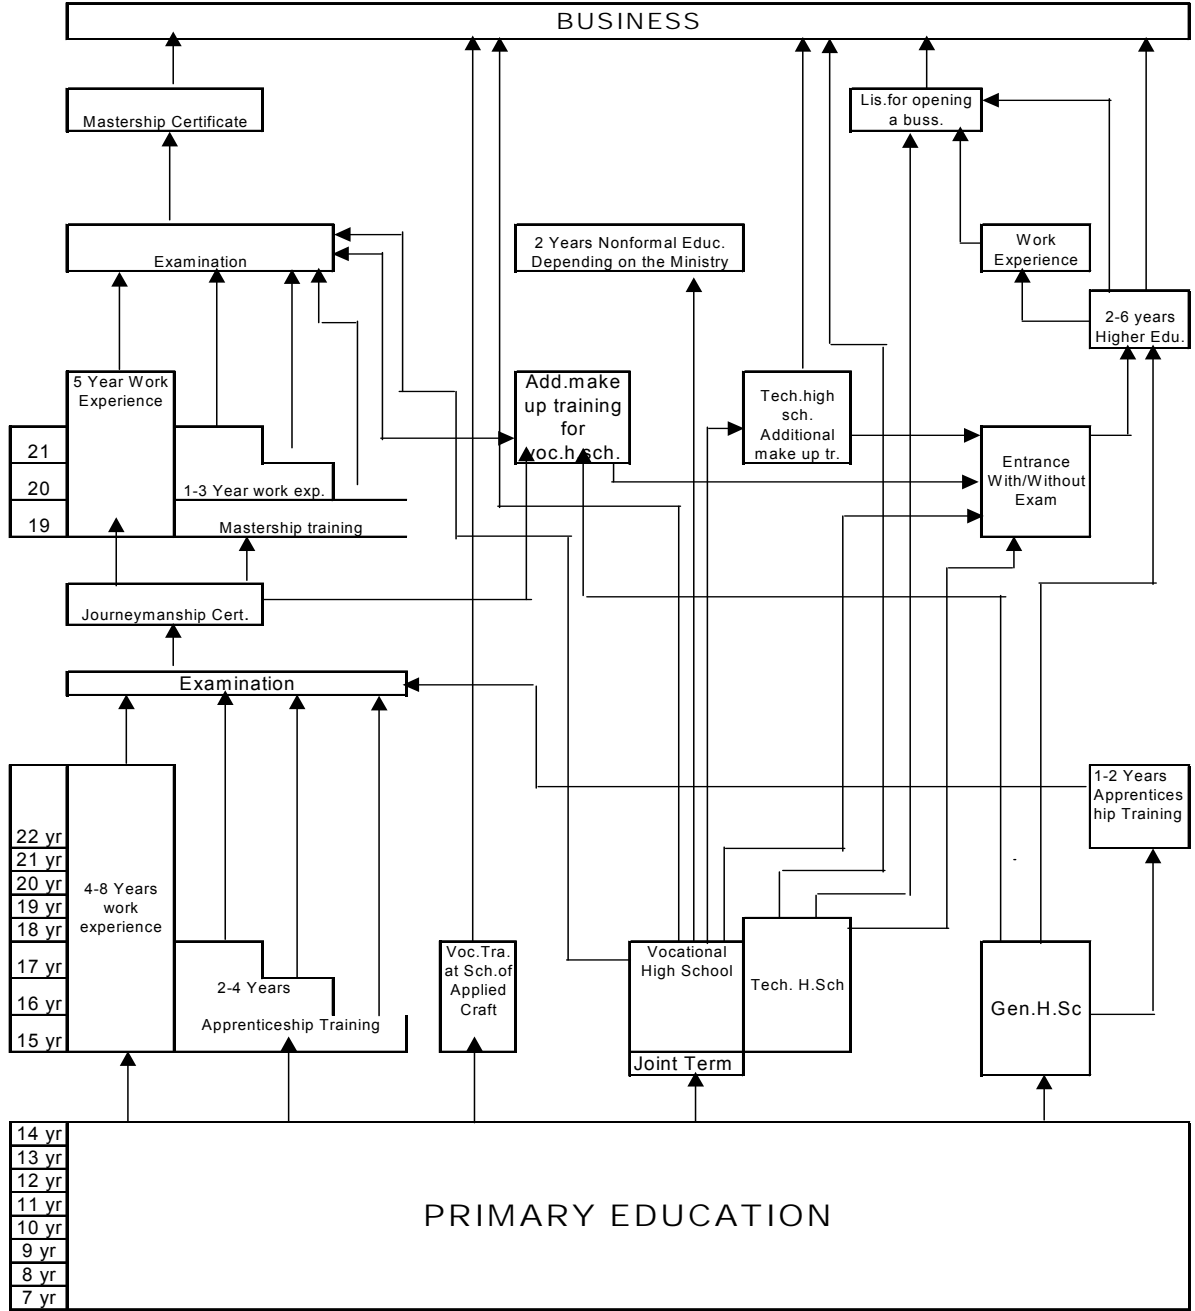 BUSINESS
Mastership Certificate
Lis.for opening
a buss.
Examination
2 Years Nonformal Educ.
Depending on the Ministry
Work
Experience
2-6 years
Higher Edu.
5 Year Work
Experience
Add.make
up training
for
voc.h.sch.
Tech.high
sch.
Additional
make up tr.
21
20
19
1-3 Year work exp.
Mastership training
Entrance
With/Without
Exam
Journeymanship Cert.
Examination
1-2 Years
Apprentices
hip Training
22 yr
21 yr
20 yr
19 yr
18 yr
17 yr
16 yr
15 yr
4-8 Years
work
experience
2-4 Years
Apprenticeship Training
Voc.Tra.
at Sch.of
Applied
Craft
Vocational
High School
Tech. H.Sch
Gen.H.Sc
Joint Term
14 yr
13 yr
12 yr
11 yr
10 yr
9 yr
8 yr
7 yr
PRIMARY EDUCATION